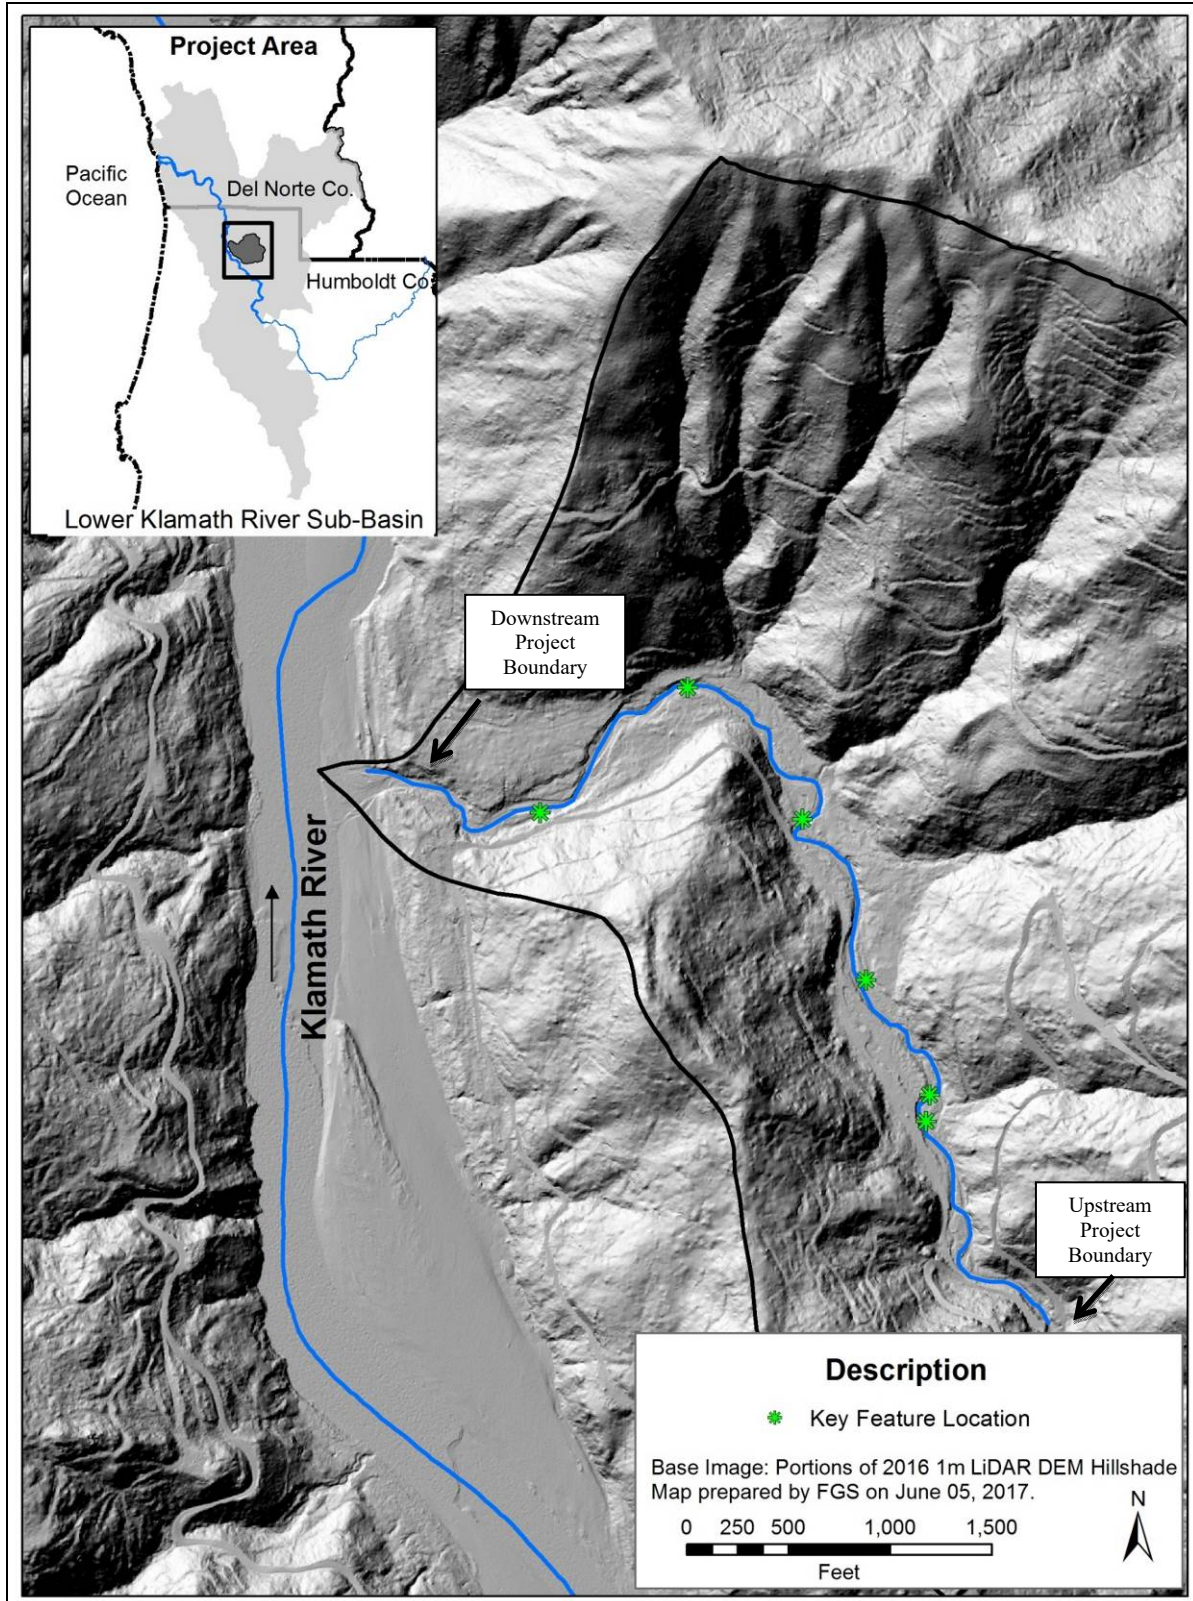 Project Area
Pacific
Ocean
Del Norte Co.
Humboldt Co
Lower Klamath River Sub-Basin
Downstream
Project
Boundary
Klamath River
Upstream
Project
Boundary
Description
Key Feature Location
Base Image: Portions of 2016 1m LiDAR DEM Hillshade
Map prepared by FGS on June 05, 2017.
N
0 250 500 1,000 1,500
Feet